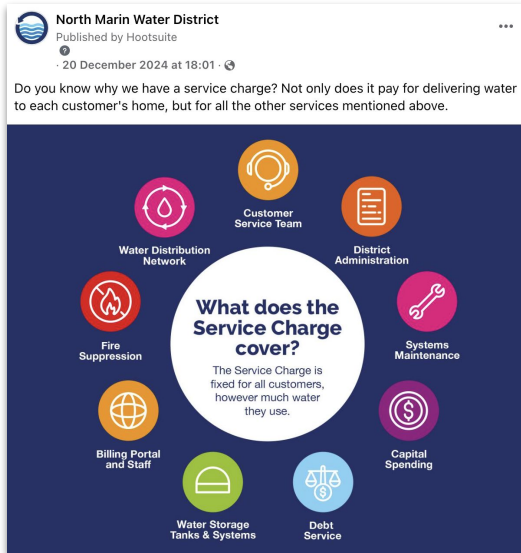 North Marin Water District
Published by Hootsuite
?
· 20 December 2024 at 18:01 ·
Do you know why we have a service charge? Not only does it pay for delivering water
to each customer's home, but for all the other services mentioned above.
Customer
Service Team
Water Distribution
Network
District
Administration
What does the
Service Charge
cover?
The Service Charge is
fixed for all customers,
however much water
they use.
Fire
Suppression
Systems
Maintenance
Billing Portal
and Staff
$
Capital
Spending
Water Storage
Tanks & Systems
$
Debt
Service